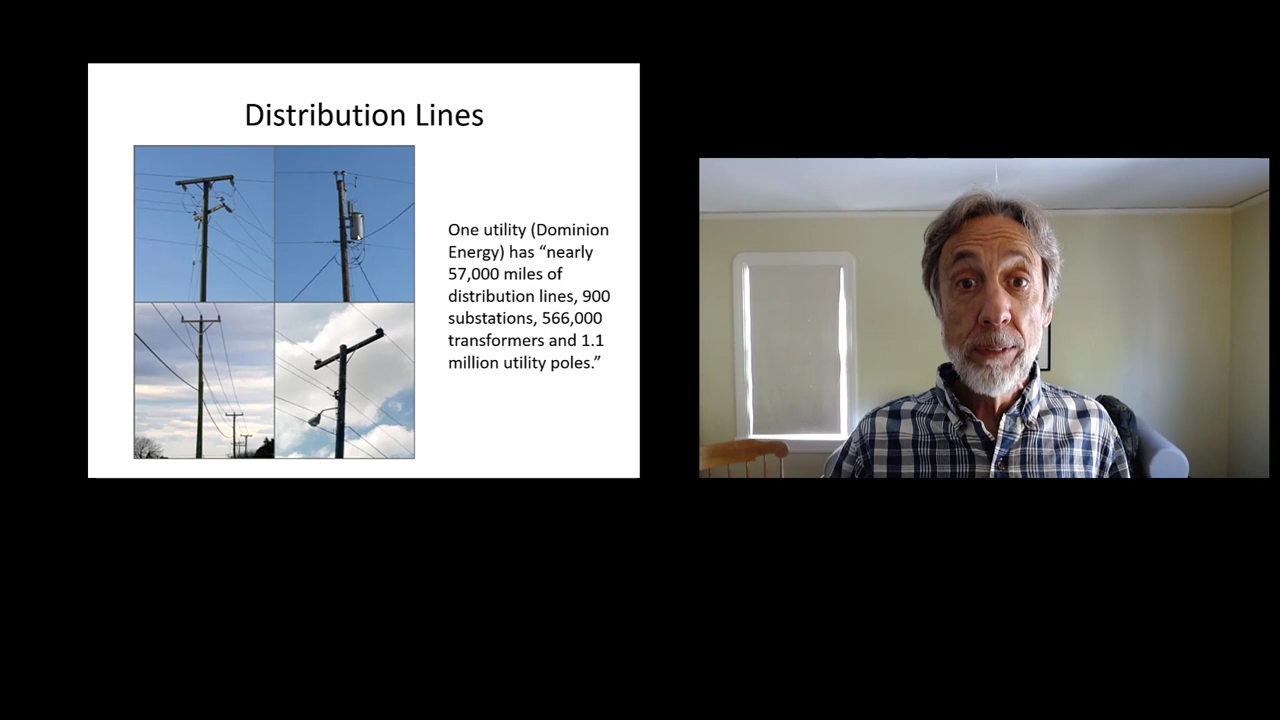 Distribution Lines
One utility (Dominion
Energy) has “nearly
57,000 miles of
distribution lines, 900
substations, 566,000
transformers and 1.1
million utility poles.”